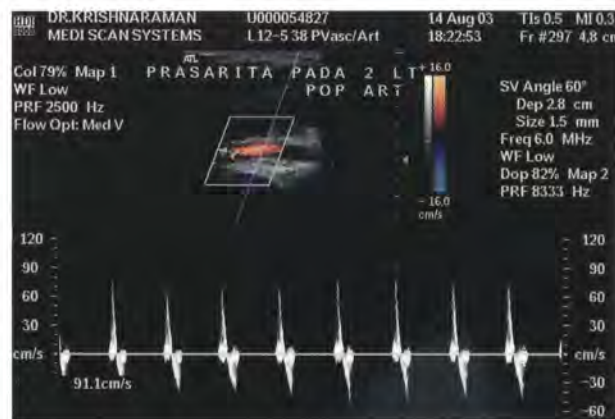 DR.KRISHNARAMAN U000054827 14 Aug 03 TIs 0.5 MI 0.3
MEDI SCAN SYSTEMS L12-5 38 PVasc/Art 18:22:53 Fr #297 4.8 cm
ATL
Col 79% Map 1
WF Low
PRF 2500 Hz
Flow Opt: Med V
PRASARITA PADA 2 LT
POP ART
+ 16.0
- 16.0
cm/s
SV Angle 60°
Dep 2.8 cm
Size 1.5 mm
Freq 6.0 MHz
WF Low
Dop 82% Map 2
PRF 8333 Hz
120
90
60
30
cm/s
91.1cm/s
120
90
60
30
cm/s
-30
-60